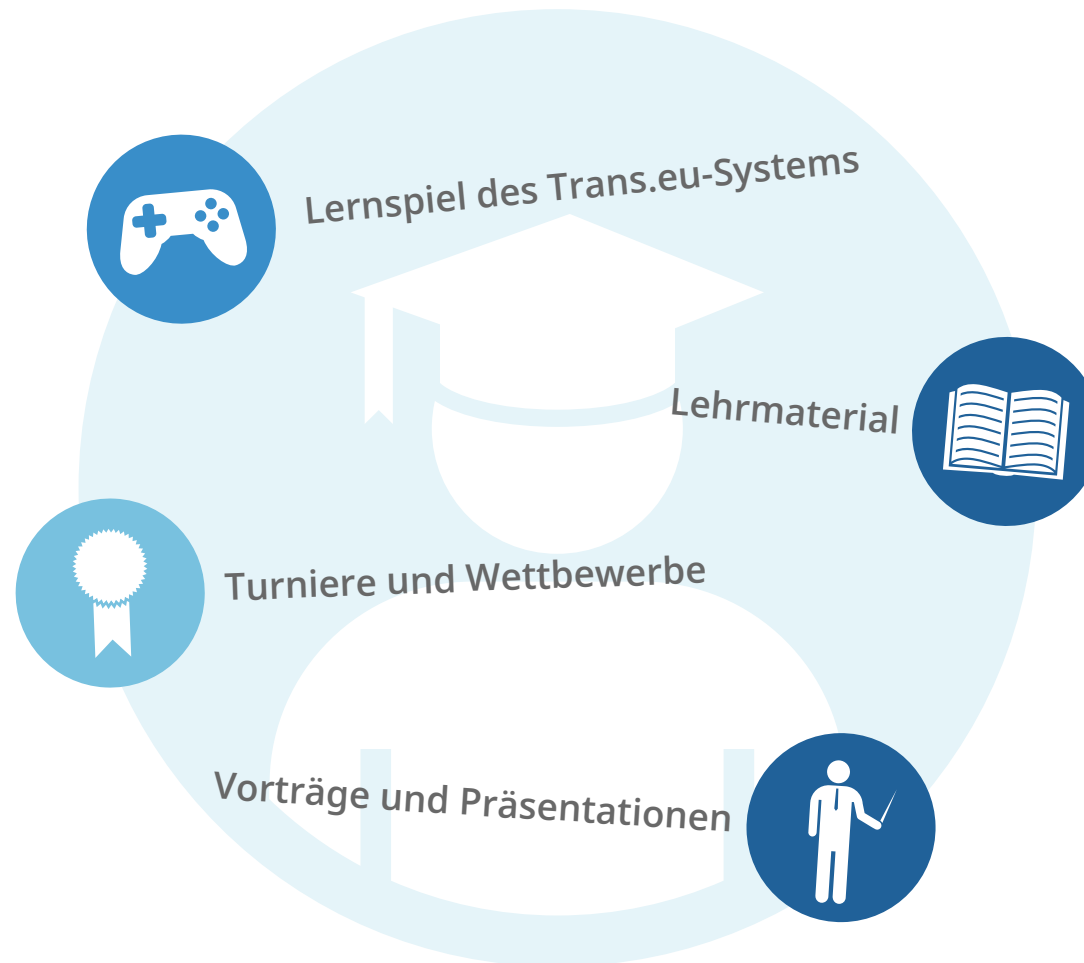 Lernspiel des Trans.eu-Systems
Lehrmaterial
Turniere und Wettbewerbe
Vorträge und Präsentationen